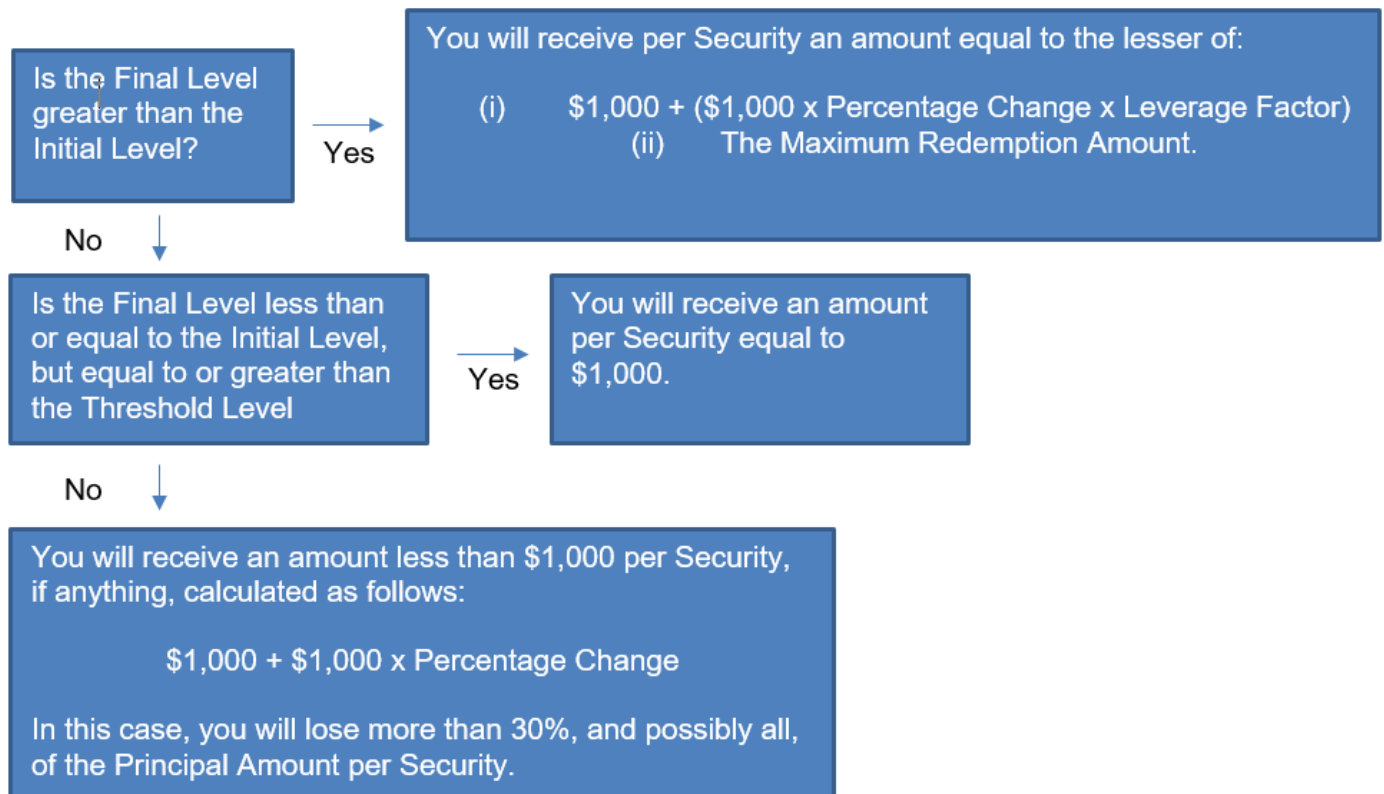 Is the Final Level
greater than the
Initial Level?
Yes
You will receive per Security an amount equal to the lesser of:
(i) $1,000 + ($1,000 x Percentage Change x Leverage Factor)
(ii) The Maximum Redemption Amount.
No
Is the Final Level less than
or equal to the Initial Level,
but equal to or greater than
the Threshold Level
Yes
You will receive an amount
per Security equal to
$1,000.
No
You will receive an amount less than $1,000 per Security,
if anything, calculated as follows:
$1,000 + $1,000 x Percentage Change
In this case, you will lose more than 30%, and possibly all,
of the Principal Amount per Security.